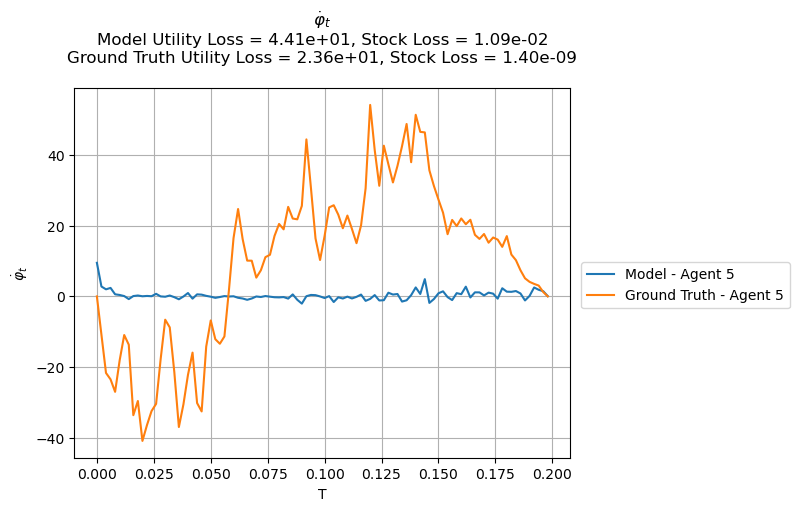 φ̇ₜ
Model Utility Loss = 4.41e+01, Stock Loss = 1.09e-02
Ground Truth Utility Loss = 2.36e+01, Stock Loss = 1.40e-09
φ̇ₜ
40
20
0
−20
−40
0.000 0.025 0.050 0.075 0.100 0.125 0.150 0.175 0.200
T
Model - Agent 5
Ground Truth - Agent 5